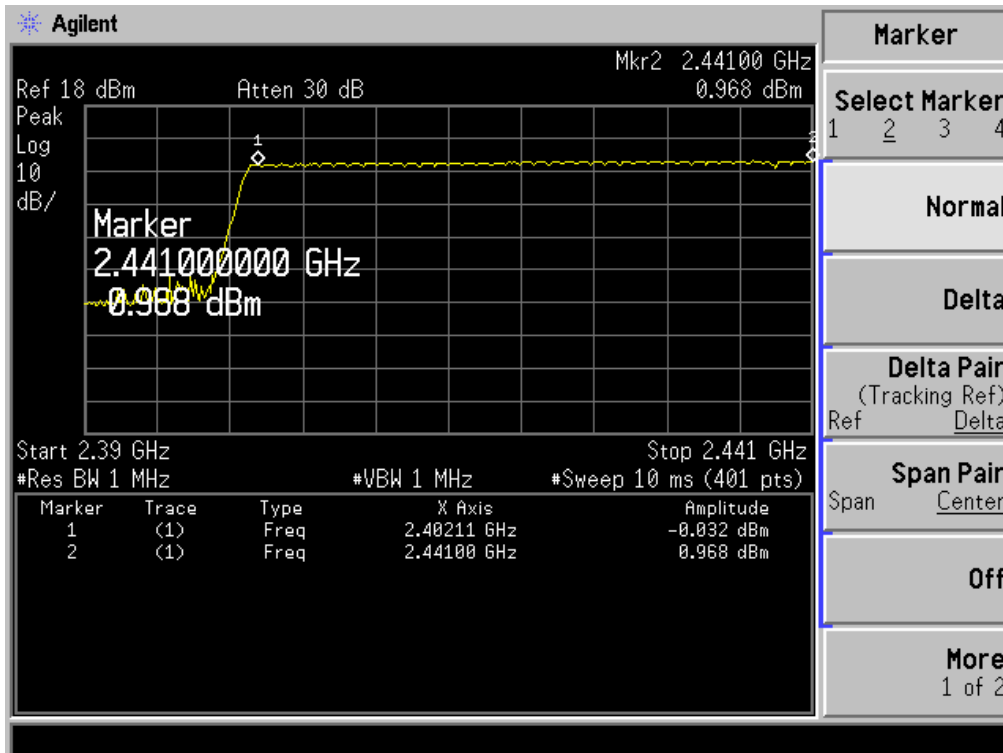 Agilent
Marker
Mkr2 2.44100 GHz
Ref 18 dBm Atten 30 dB 0.968 dBm
Peak
Log
10
dB/
1
2
Marker
2.441000000 GHz
0.968 dBm
Start 2.39 GHz Stop 2.441 GHz
#Res BW 1 MHz #VBW 1 MHz #Sweep 10 ms (401 pts)
Marker Trace Type X Axis Amplitude
1 (1) Freq 2.40211 GHz -0.032 dBm
2 (1) Freq 2.44100 GHz 0.968 dBm
Select Marker
1 2 3 4
Normal
Delta
Delta Pair
(Tracking Ref)
Ref Delta
Span Pair
Span Center
Off
More
1 of 2